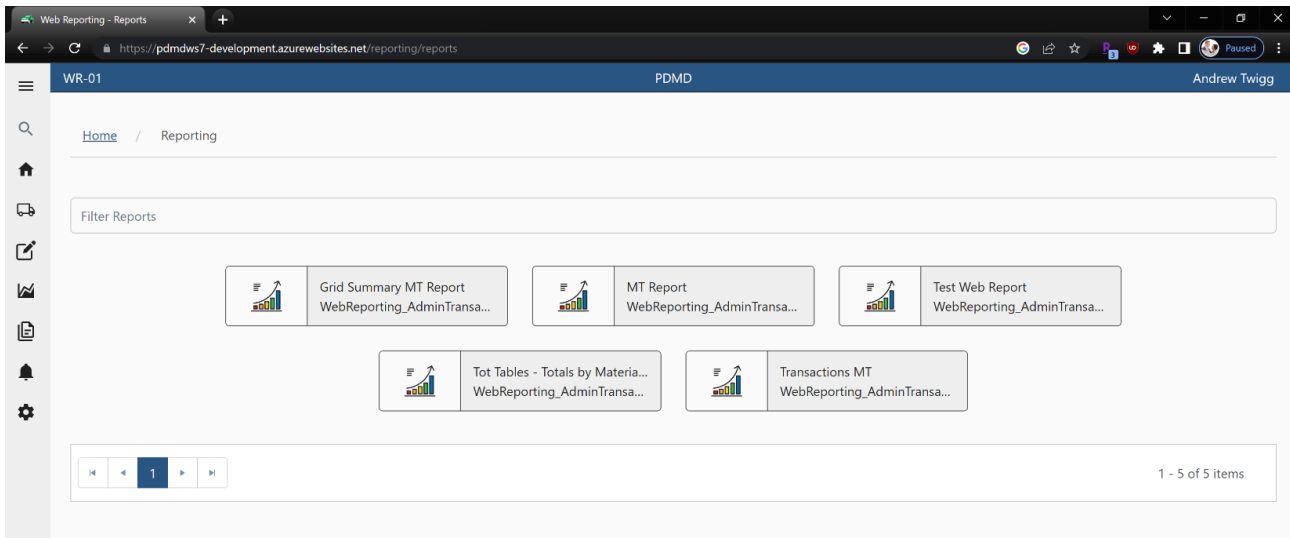 Web Reporting - Reports
https://pdmdws7-development.azurewebsites.net/reporting/reports
3
Paused
WR-01
PDMD
Andrew Twigg
Home / Reporting
Filter Reports
Grid Summary MT Report
WebReporting_AdminTransa...
MT Report
WebReporting_AdminTransa...
Test Web Report
WebReporting_AdminTransa...
Tot Tables - Totals by Materia...
WebReporting_AdminTransa...
Transactions MT
WebReporting_AdminTransa...
1
1 - 5 of 5 items